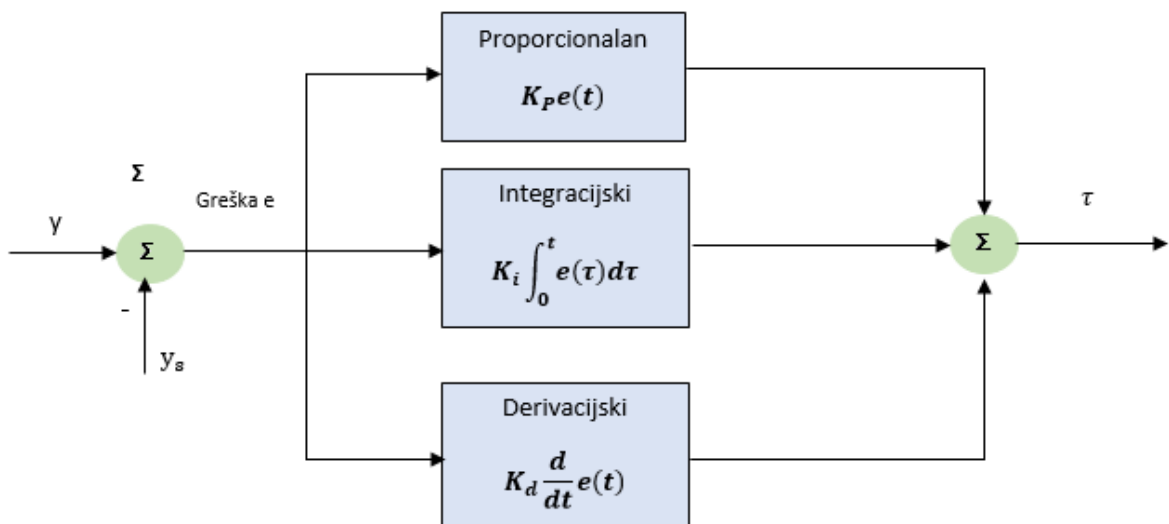 Proporcionalan
K_P e(t)
Σ
Greška e
y
Σ
-
y_s
Integracijski
K_i ∫_0^t e(τ)dτ
Σ
τ
Derivacijski
K_d d/dt e(t)